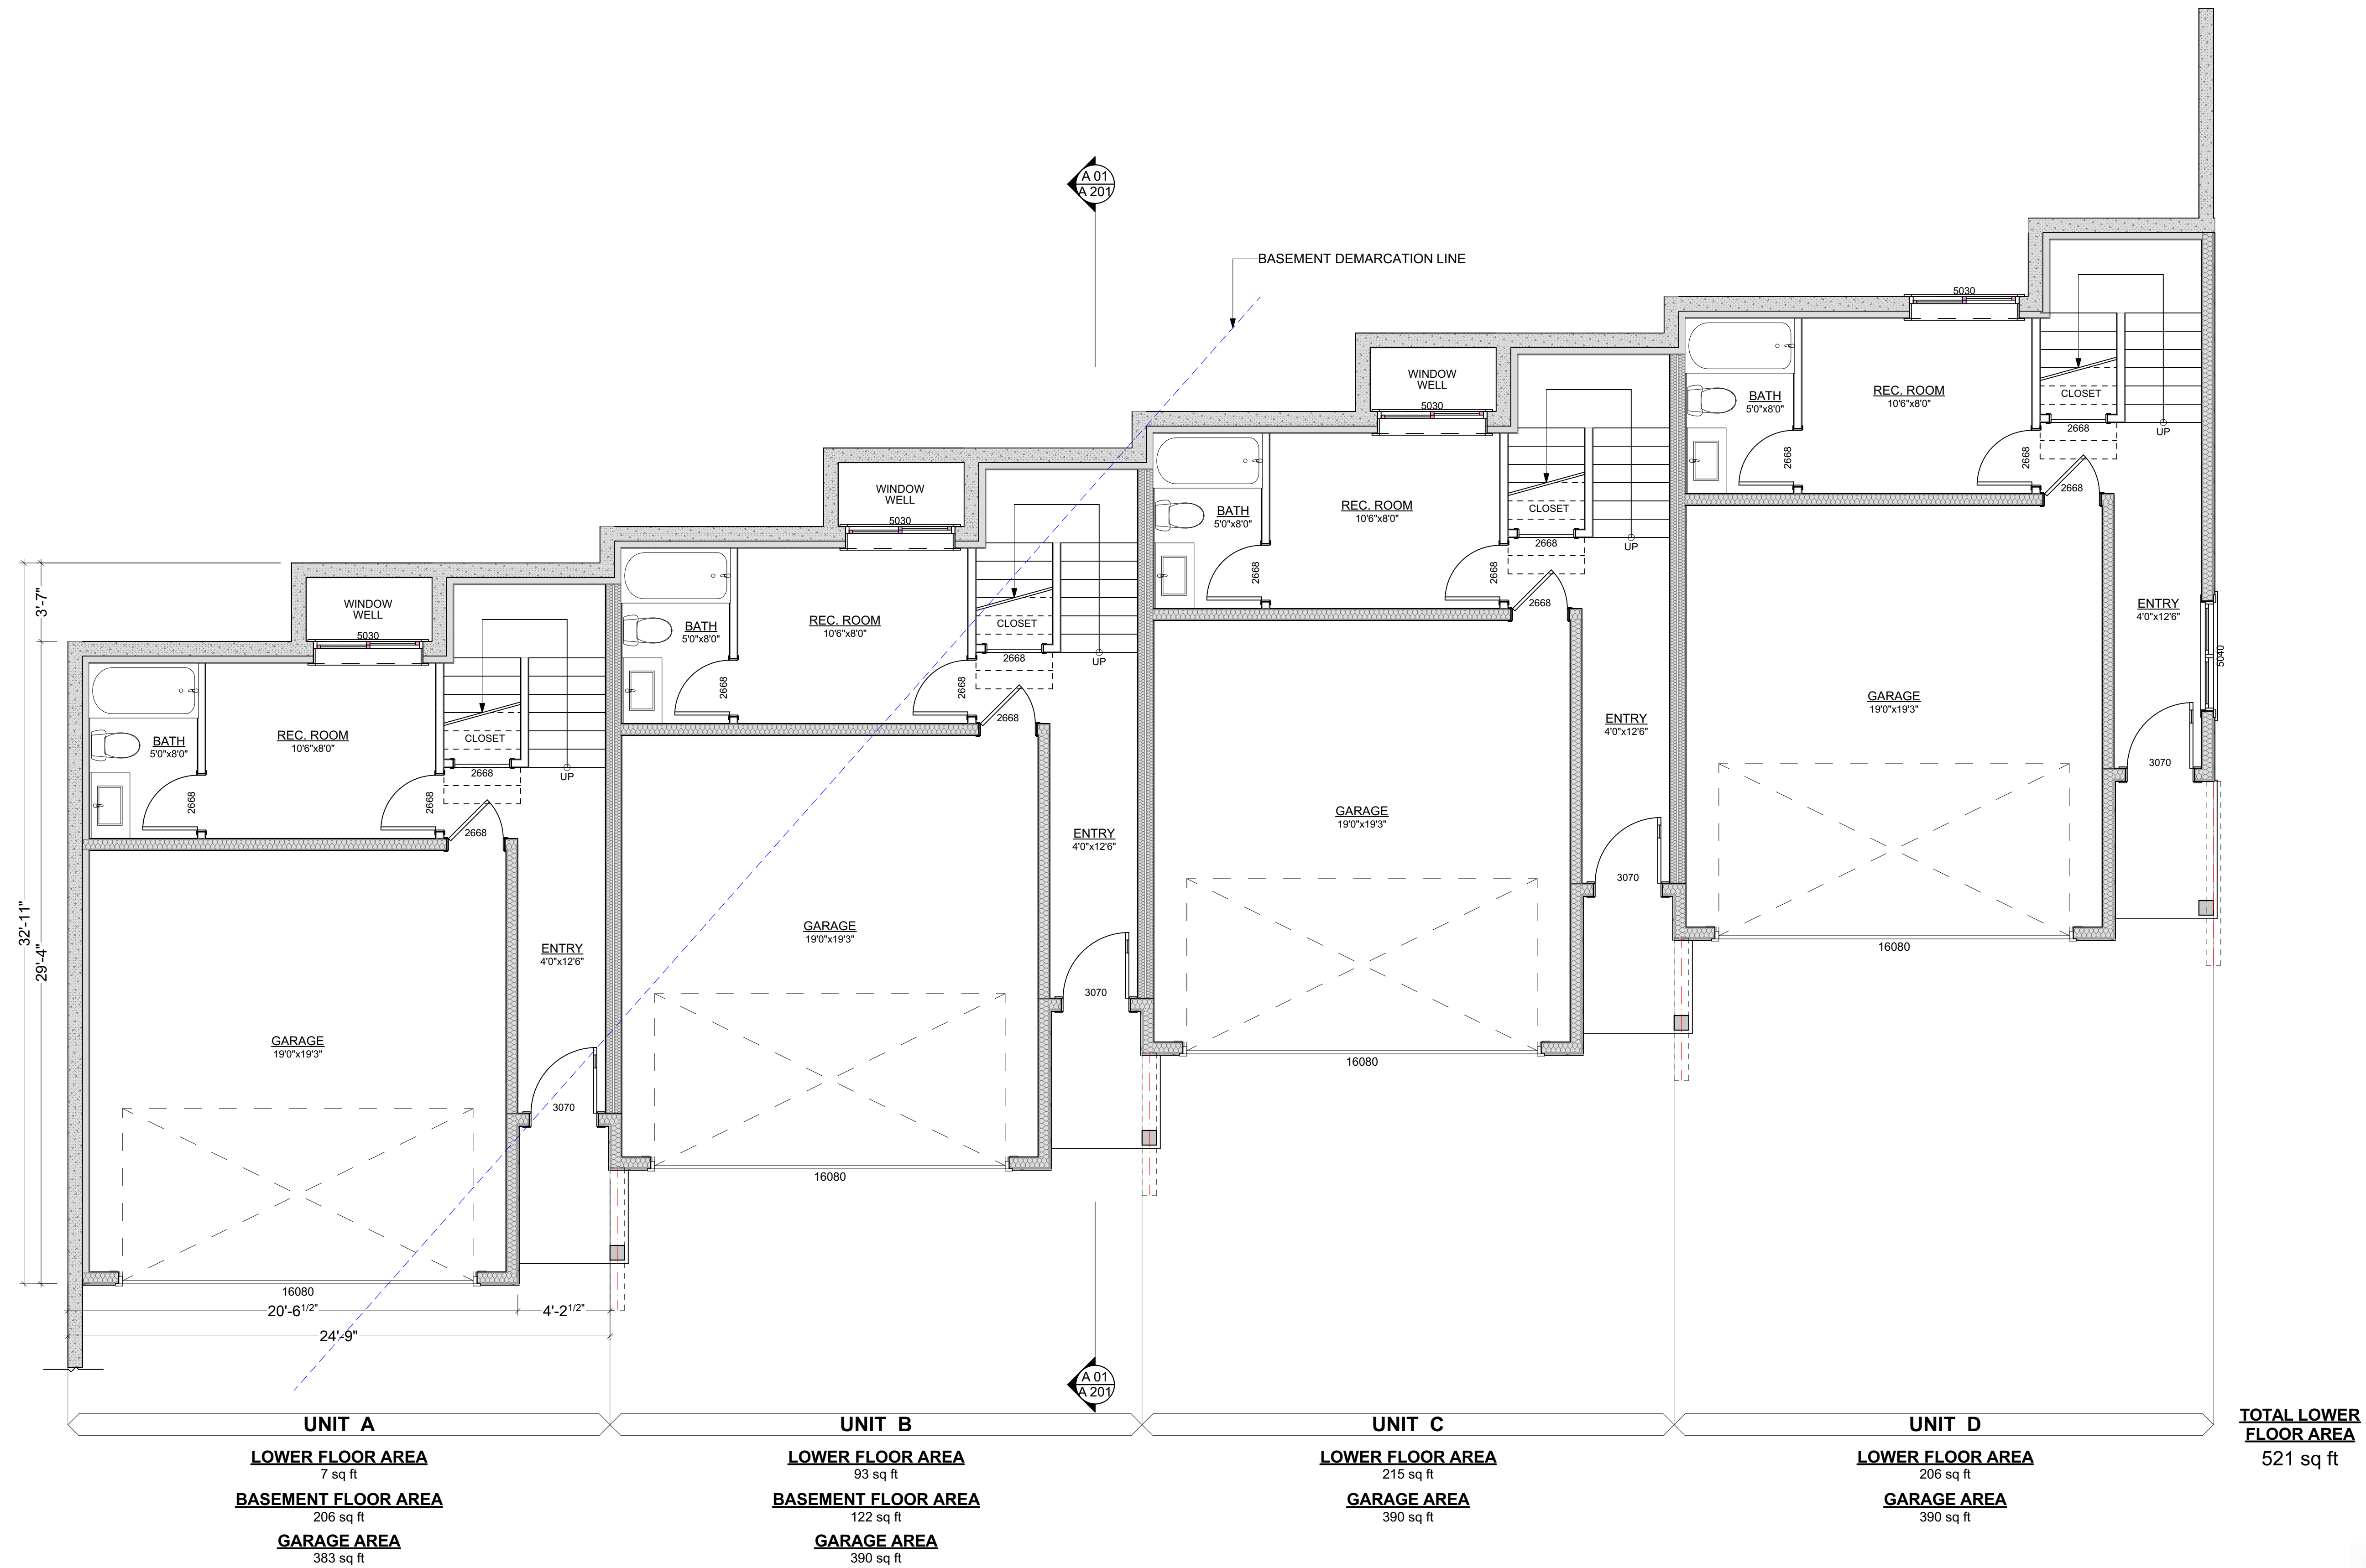 A 01
A 201
BASEMENT DEMARCATION LINE
5030
BATH
5'0"x8'0"
REC. ROOM
10'6"x8'0"
CLOSET
2668
UP
2668
2668
2668
ENTRY
4'0"x12'6"
5040
GARAGE
19'0"x19'3"
3070
16080
WINDOW
WELL
5030
BATH
5'0"x8'0"
REC. ROOM
10'6"x8'0"
CLOSET
2668
UP
2668
2668
2668
ENTRY
4'0"x12'6"
GARAGE
19'0"x19'3"
3070
16080
WINDOW
WELL
5030
BATH
5'0"x8'0"
REC. ROOM
10'6"x8'0"
CLOSET
2668
UP
2668
2668
2668
ENTRY
4'0"x12'6"
GARAGE
19'0"x19'3"
3070
16080
WINDOW
WELL
5030
BATH
5'0"x8'0"
REC. ROOM
10'6"x8'0"
CLOSET
2668
UP
2668
2668
2668
ENTRY
4'0"x12'6"
GARAGE
19'0"x19'3"
3070
16080
3'-7"
32'-11"
29'-4"
20'-6 1/2"
4'-2 1/2"
24'-9"
A 01
A 201
UNIT A
LOWER FLOOR AREA
7 sq ft
BASEMENT FLOOR AREA
206 sq ft
GARAGE AREA
383 sq ft
UNIT B
LOWER FLOOR AREA
93 sq ft
BASEMENT FLOOR AREA
122 sq ft
GARAGE AREA
390 sq ft
UNIT C
LOWER FLOOR AREA
215 sq ft
GARAGE AREA
390 sq ft
UNIT D
LOWER FLOOR AREA
206 sq ft
GARAGE AREA
390 sq ft
TOTAL LOWER
FLOOR AREA
521 sq ft